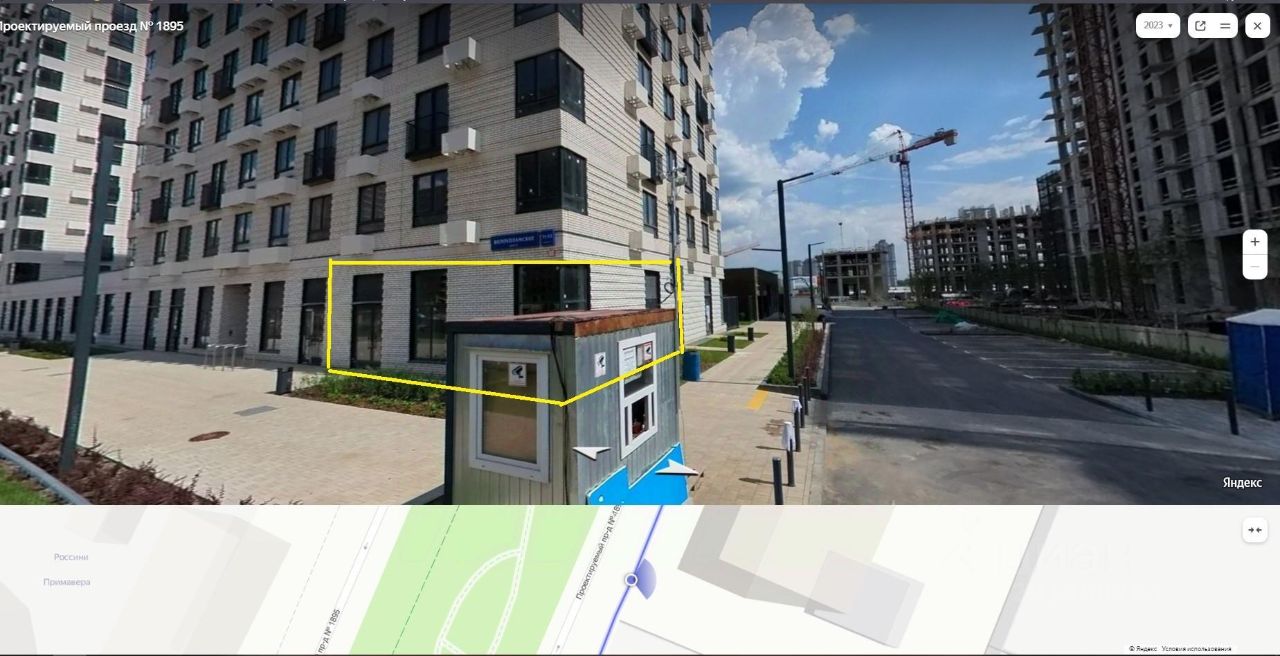 Проектируемый проезд № 1895
2023
Яндекс
Россини
Примавера
Проектируемый пр-д № 1895
пр-д № 1895
© Яндекс Условия использования